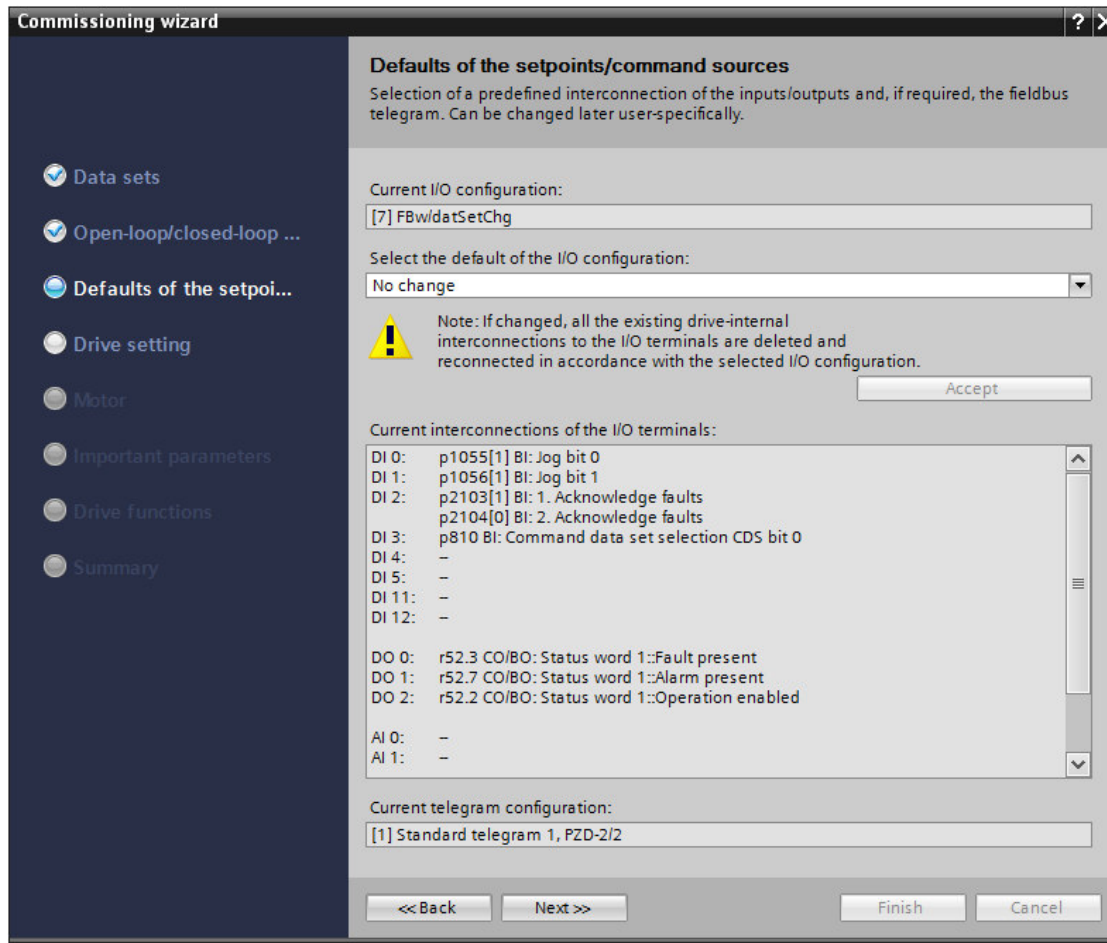 Commissioning wizard
? X
Defaults of the setpoints/command sources
Selection of a predefined interconnection of the inputs/outputs and, if required, the fieldbus
telegram. Can be changed later user-specifically.
Data sets
Open-loop/closed-loop ...
Defaults of the setpoi...
Drive setting
Motor
Important parameters
Drive functions
Summary
Current I/O configuration:
[7] FBw/datSetChg
Select the default of the I/O configuration:
No change
Note: If changed, all the existing drive-internal
interconnections to the I/O terminals are deleted and
reconnected in accordance with the selected I/O configuration.
Accept
Current interconnections of the I/O terminals:
DI 0: p1055[1] BI: Jog bit 0
DI 1: p1056[1] BI: Jog bit 1
DI 2: p2103[1] BI: 1. Acknowledge faults
p2104[0] BI: 2. Acknowledge faults
DI 3: p810 BI: Command data set selection CDS bit 0
DI 4: –
DI 5: –
DI 11: –
DI 12: –
DO 0: r52.3 CO/BO: Status word 1::Fault present
DO 1: r52.7 CO/BO: Status word 1::Alarm present
DO 2: r52.2 CO/BO: Status word 1::Operation enabled
AI 0: –
AI 1: –
Current telegram configuration:
[1] Standard telegram 1, PZD-2/2
<< Back
Next >>
Finish
Cancel